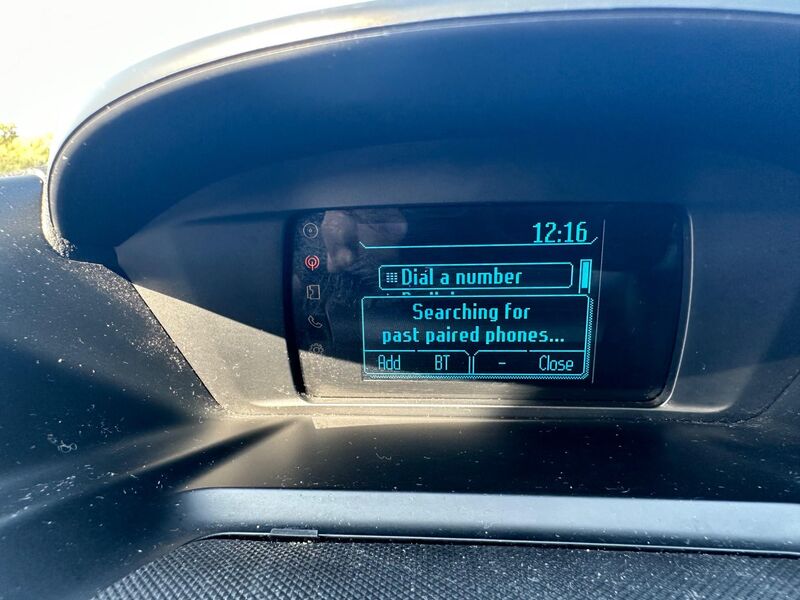 12:16
Dial a number
Searching for
past paired phones...
Add BT - Close